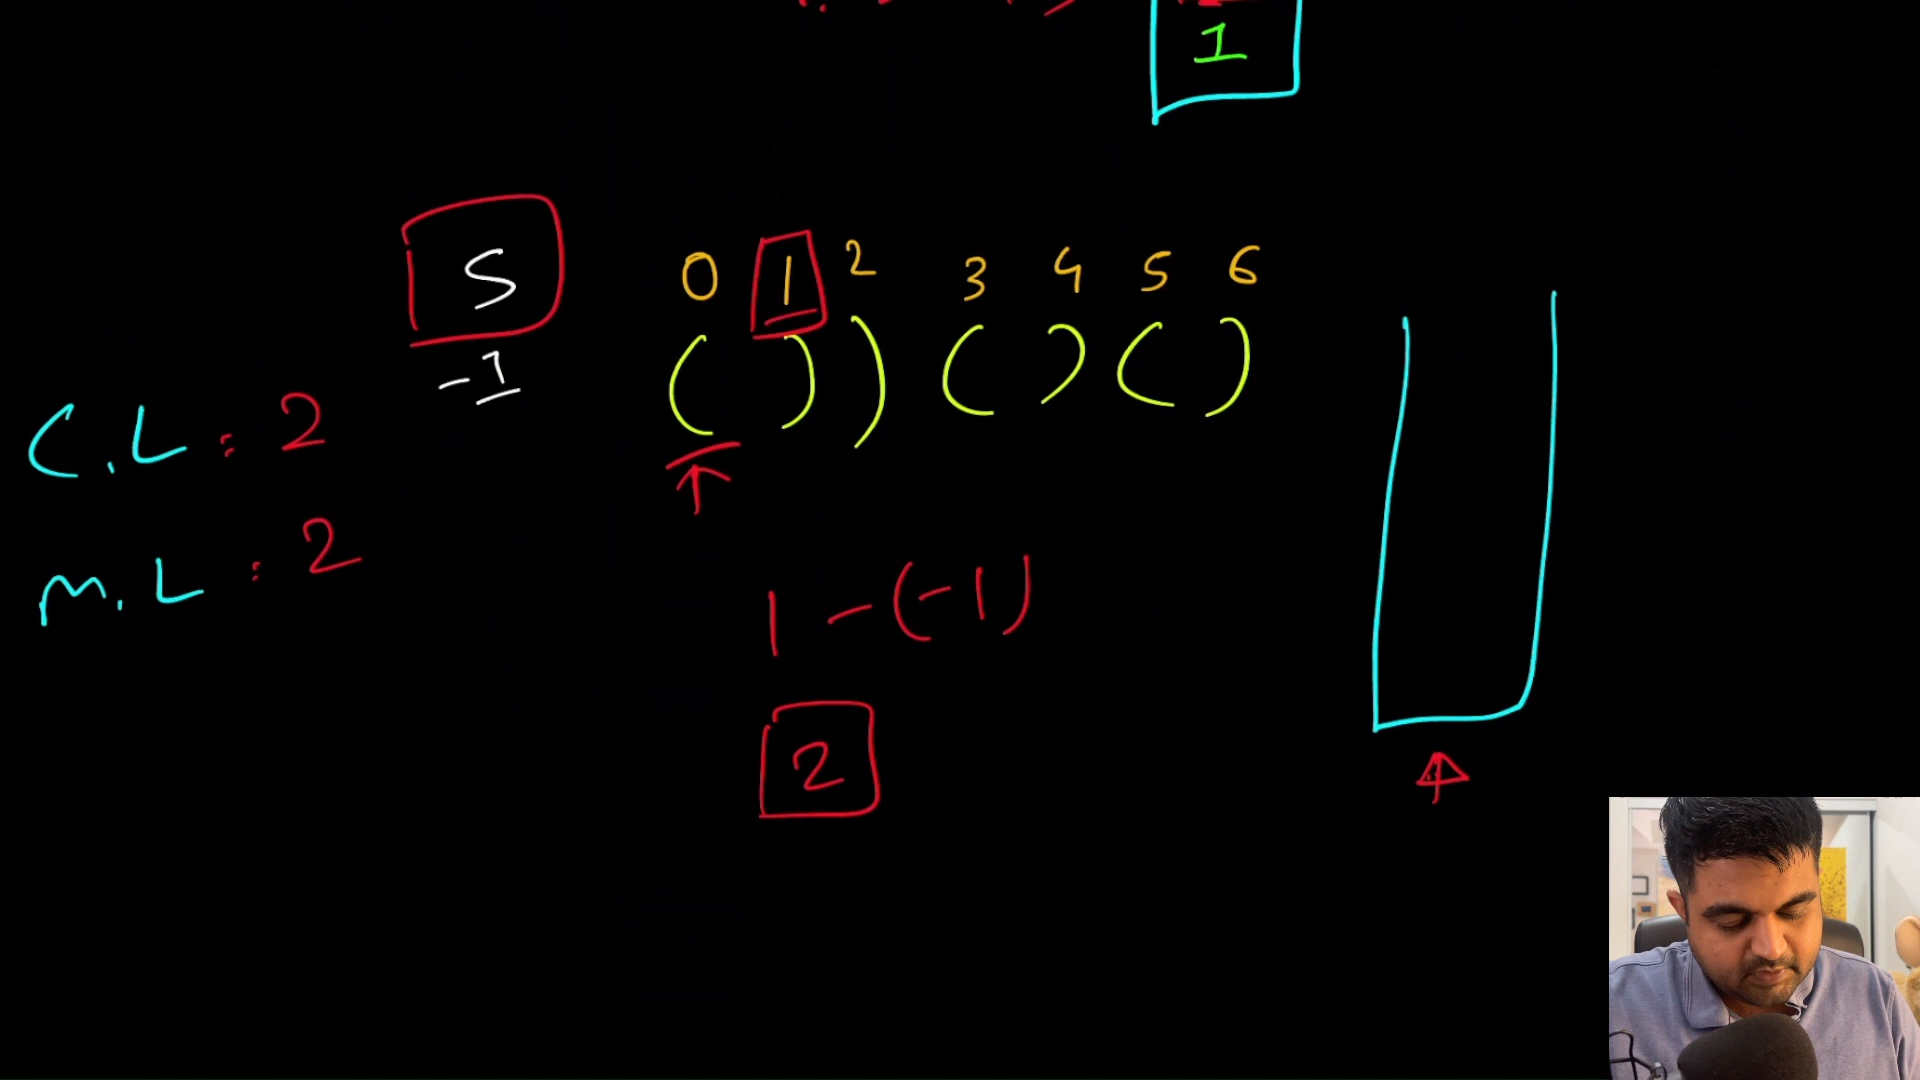 1
S
-1
0 1 2 3 4 5 6
( ) ) ( ) ( )
C.L : 2
M.L : 2
1 - (-1)
2